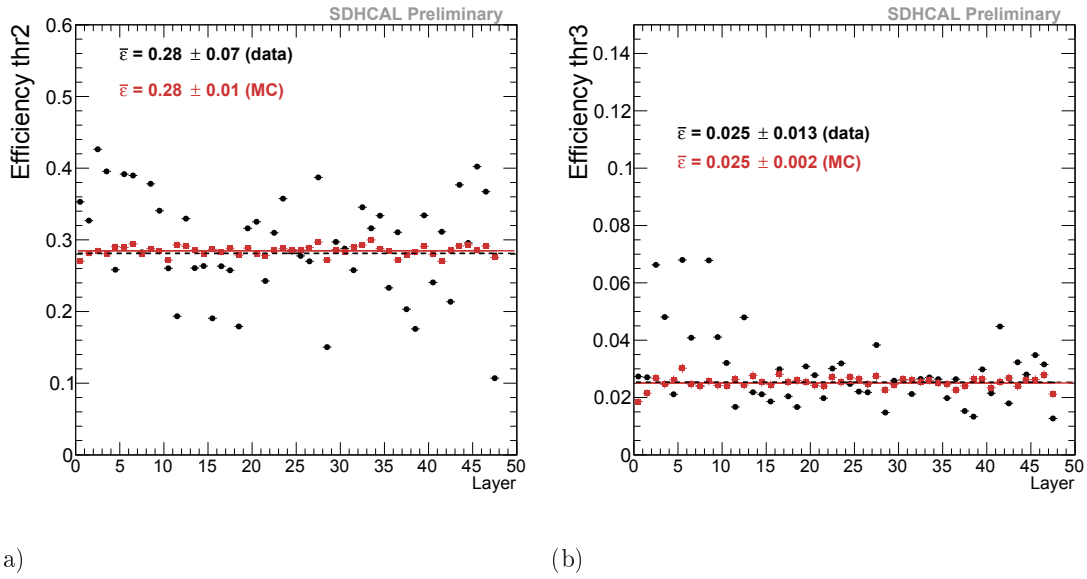 SDHCAL Preliminary
Efficiency thr2
ε̅ = 0.28 ± 0.07 (data)
ε̅ = 0.28 ± 0.01 (MC)
0.6
0.5
0.4
0.3
0.2
0.1
0
0 5 10 15 20 25 30 35 40 45 50
Layer
SDHCAL Preliminary
Efficiency thr3
ε̅ = 0.025 ± 0.013 (data)
ε̅ = 0.025 ± 0.002 (MC)
0.14
0.12
0.1
0.08
0.06
0.04
0.02
0
0 5 10 15 20 25 30 35 40 45 50
Layer
a)
(b)